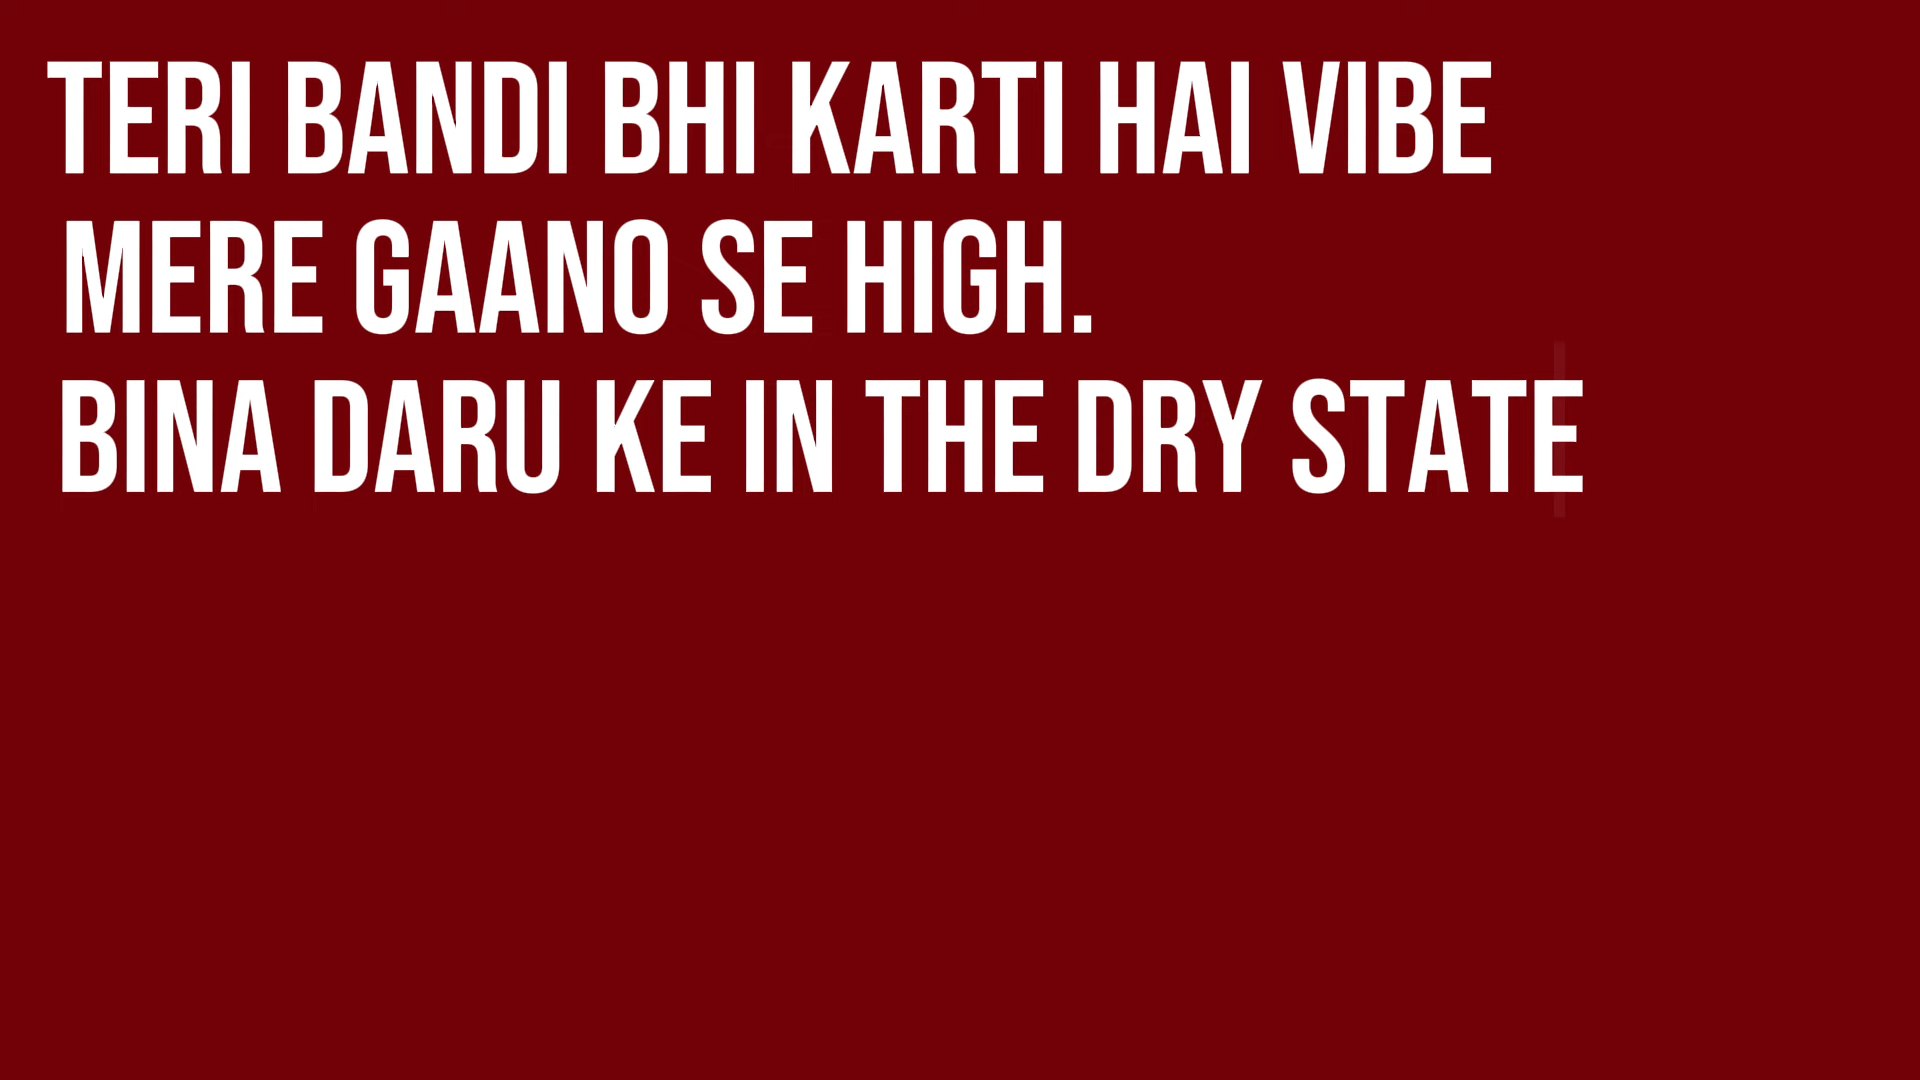 TERI BANDI BHI KARTI HAI VIBE
MERE GAANO SE HIGH.
BINA DARU KE IN THE DRY STATE